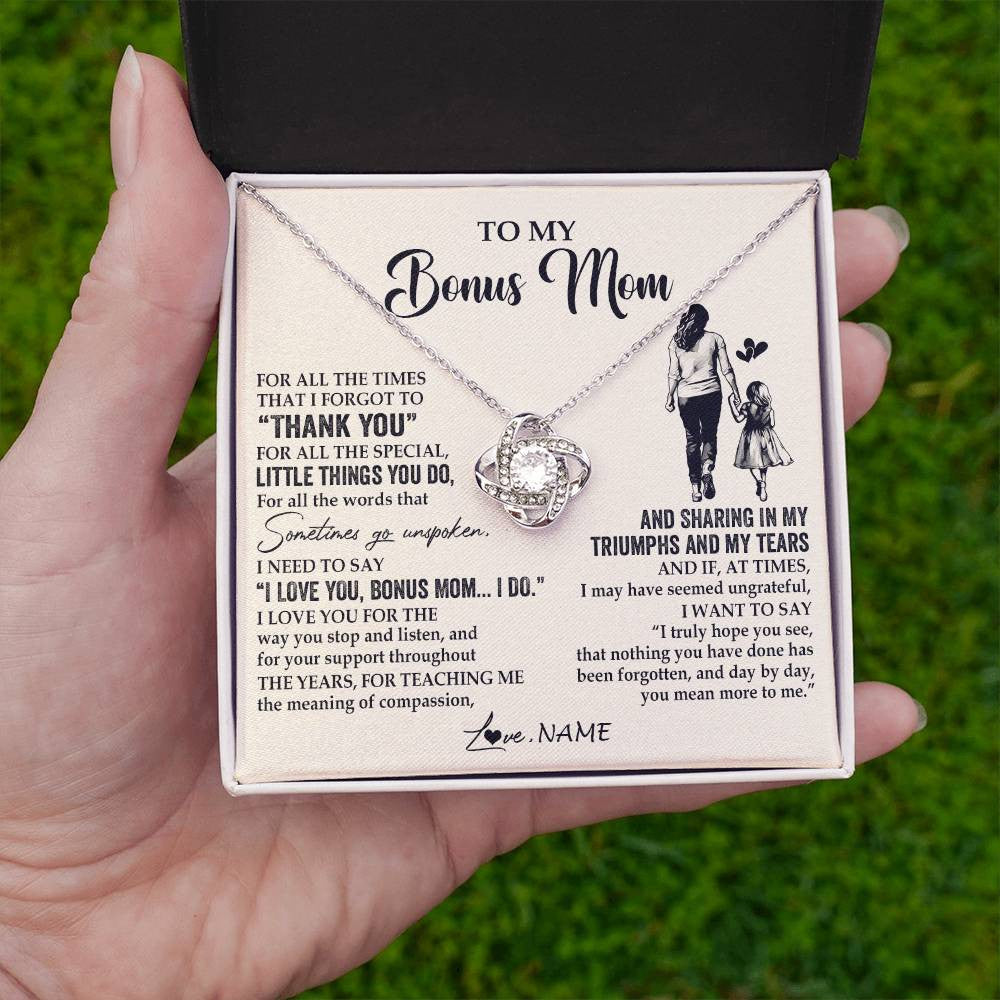 TO MY
Bonus Mom
FOR ALL THE TIMES
THAT I FORGOT TO
“THANK YOU”
FOR ALL THE SPECIAL,
LITTLE THINGS YOU DO,
For all the words that
Sometimes go unspoken.
I NEED TO SAY
“I LOVE YOU, BONUS MOM... I DO.”
I LOVE YOU FOR THE
way you stop and listen, and
for your support throughout
THE YEARS, FOR TEACHING ME
the meaning of compassion,
AND SHARING IN MY
TRIUMPHS AND MY TEARS
AND IF, AT TIMES,
I may have seemed ungrateful,
I WANT TO SAY
“I truly hope you see,
that nothing you have done has
been forgotten, and day by day,
you mean more to me.”
Love, NAME